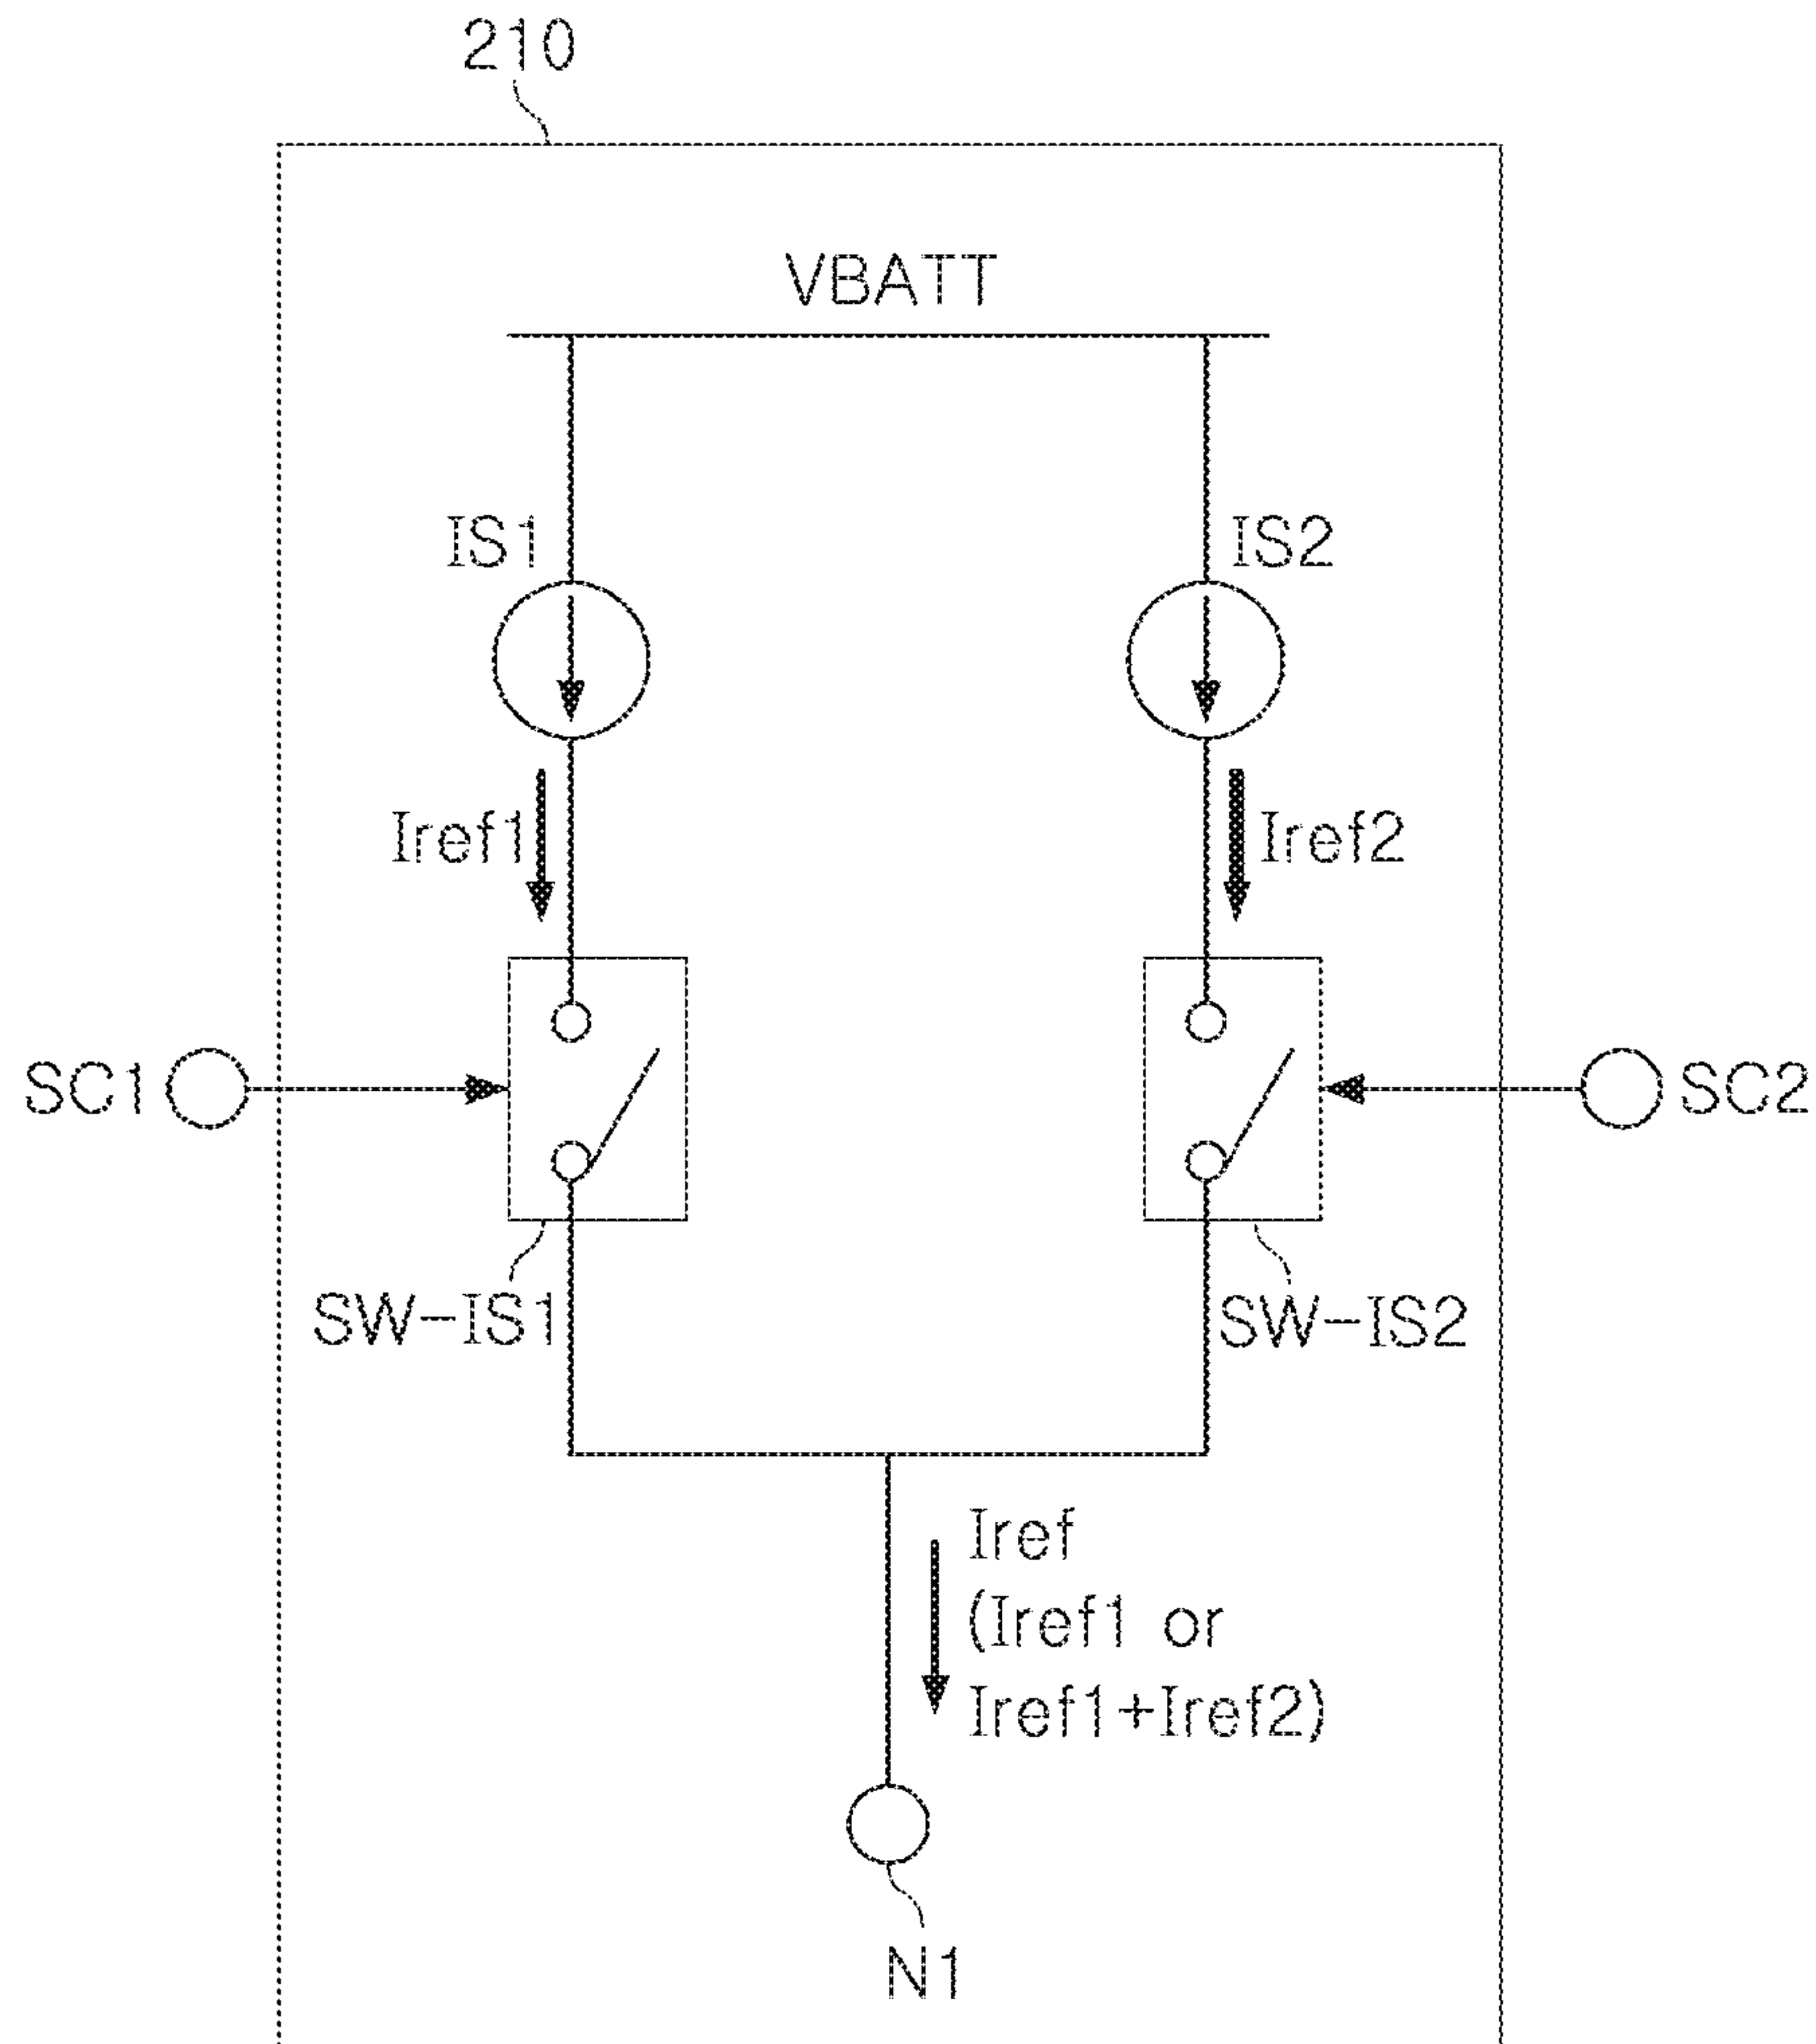 210
VBATT
IS1
IS2
Iref1
Iref2
SC1
SC2
SW-IS1
SW-IS2
Iref
(Iref1 or
Iref1+Iref2)
N1